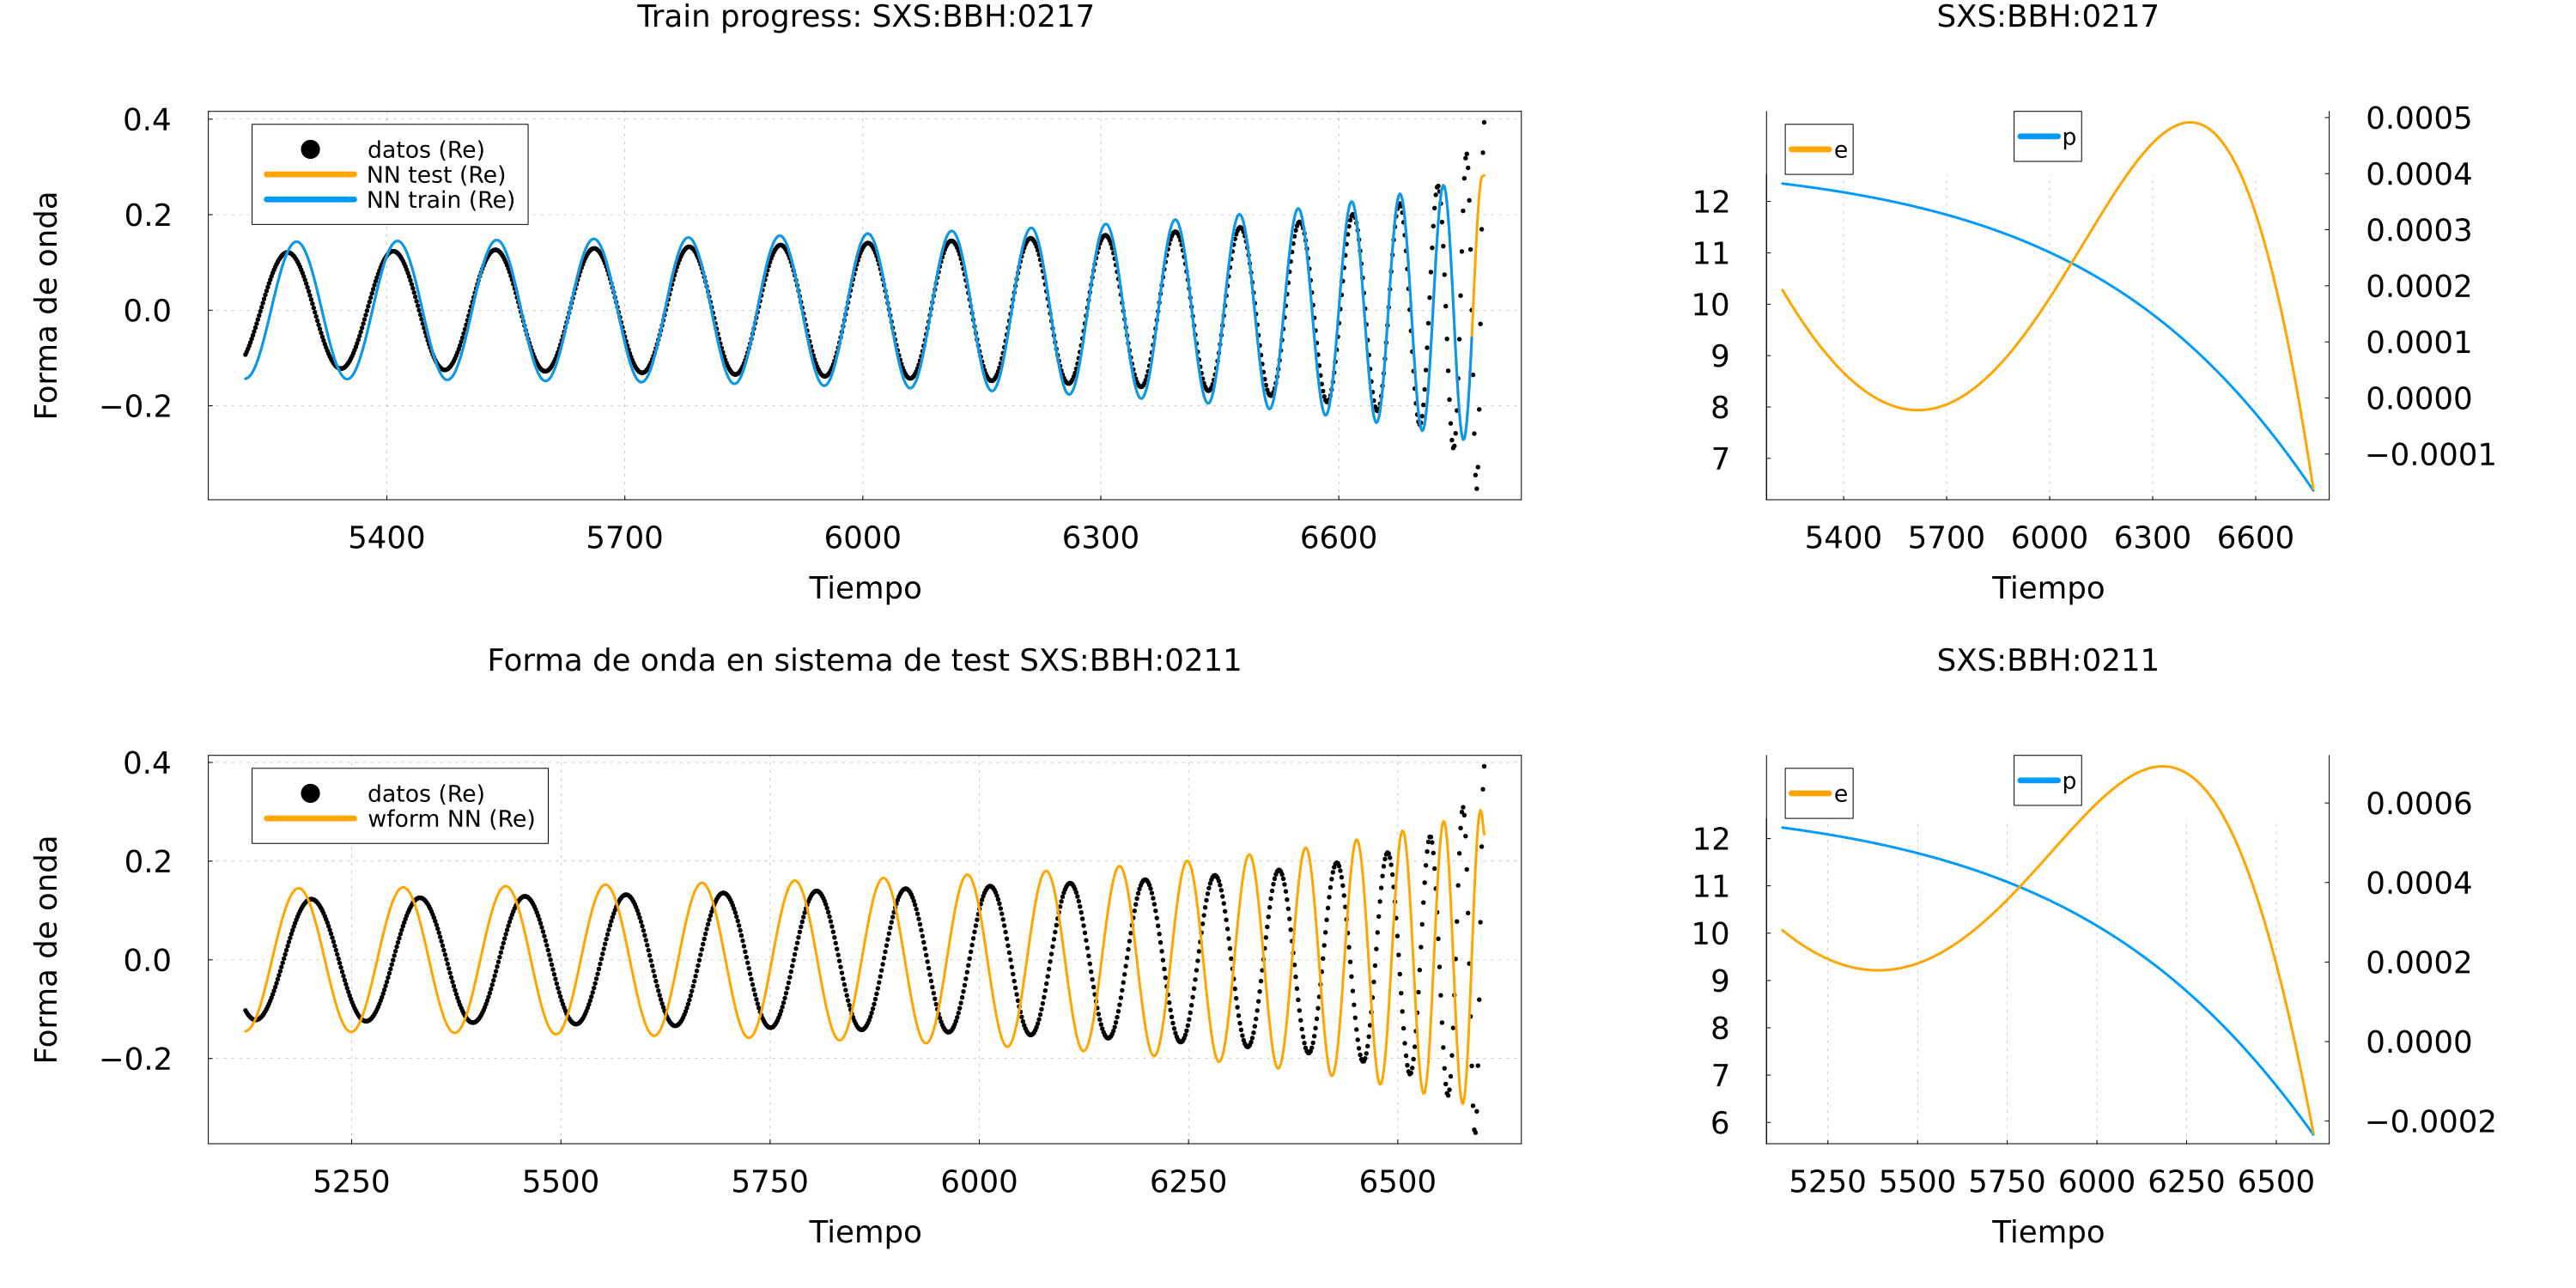 Train progress: SXS:BBH:0217
Forma de onda
0.4
0.2
0.0
−0.2
datos (Re)
NN test (Re)
NN train (Re)
5400 5700 6000 6300 6600
Tiempo
SXS:BBH:0217
12
11
10
9
8
7
e
p
0.0005
0.0004
0.0003
0.0002
0.0001
0.0000
−0.0001
5400 5700 6000 6300 6600
Tiempo
Forma de onda en sistema de test SXS:BBH:0211
Forma de onda
0.4
0.2
0.0
−0.2
datos (Re)
wform NN (Re)
5250 5500 5750 6000 6250 6500
Tiempo
SXS:BBH:0211
12
11
10
9
8
7
6
e
p
0.0006
0.0004
0.0002
0.0000
−0.0002
5250 5500 5750 6000 6250 6500
Tiempo